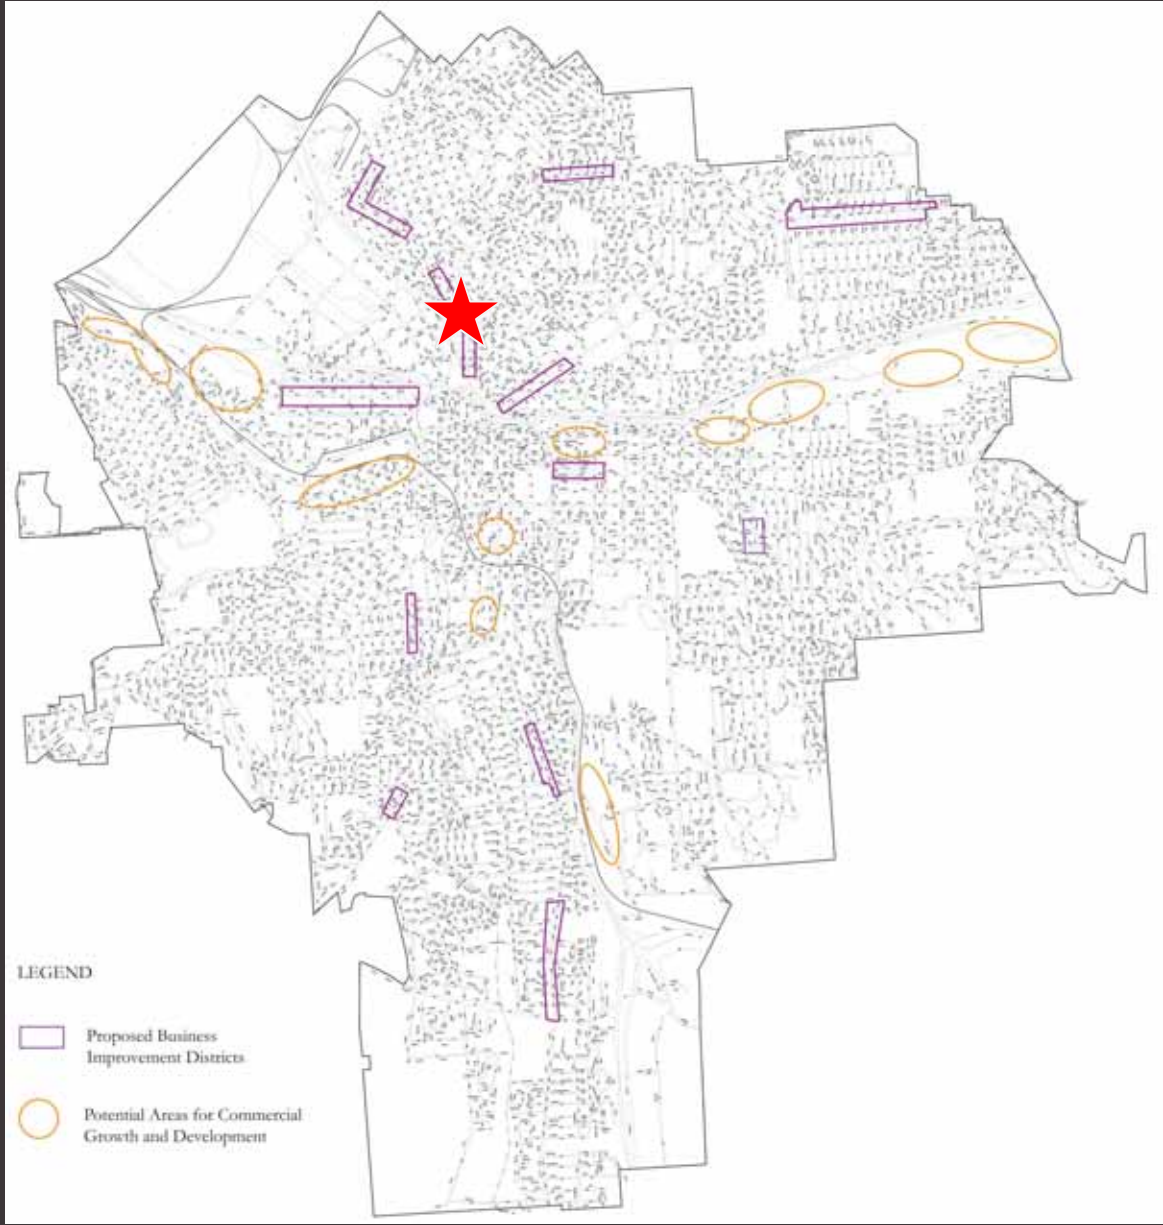 LEGEND
Proposed Business
Improvement Districts
Potential Areas for Commercial
Growth and Development